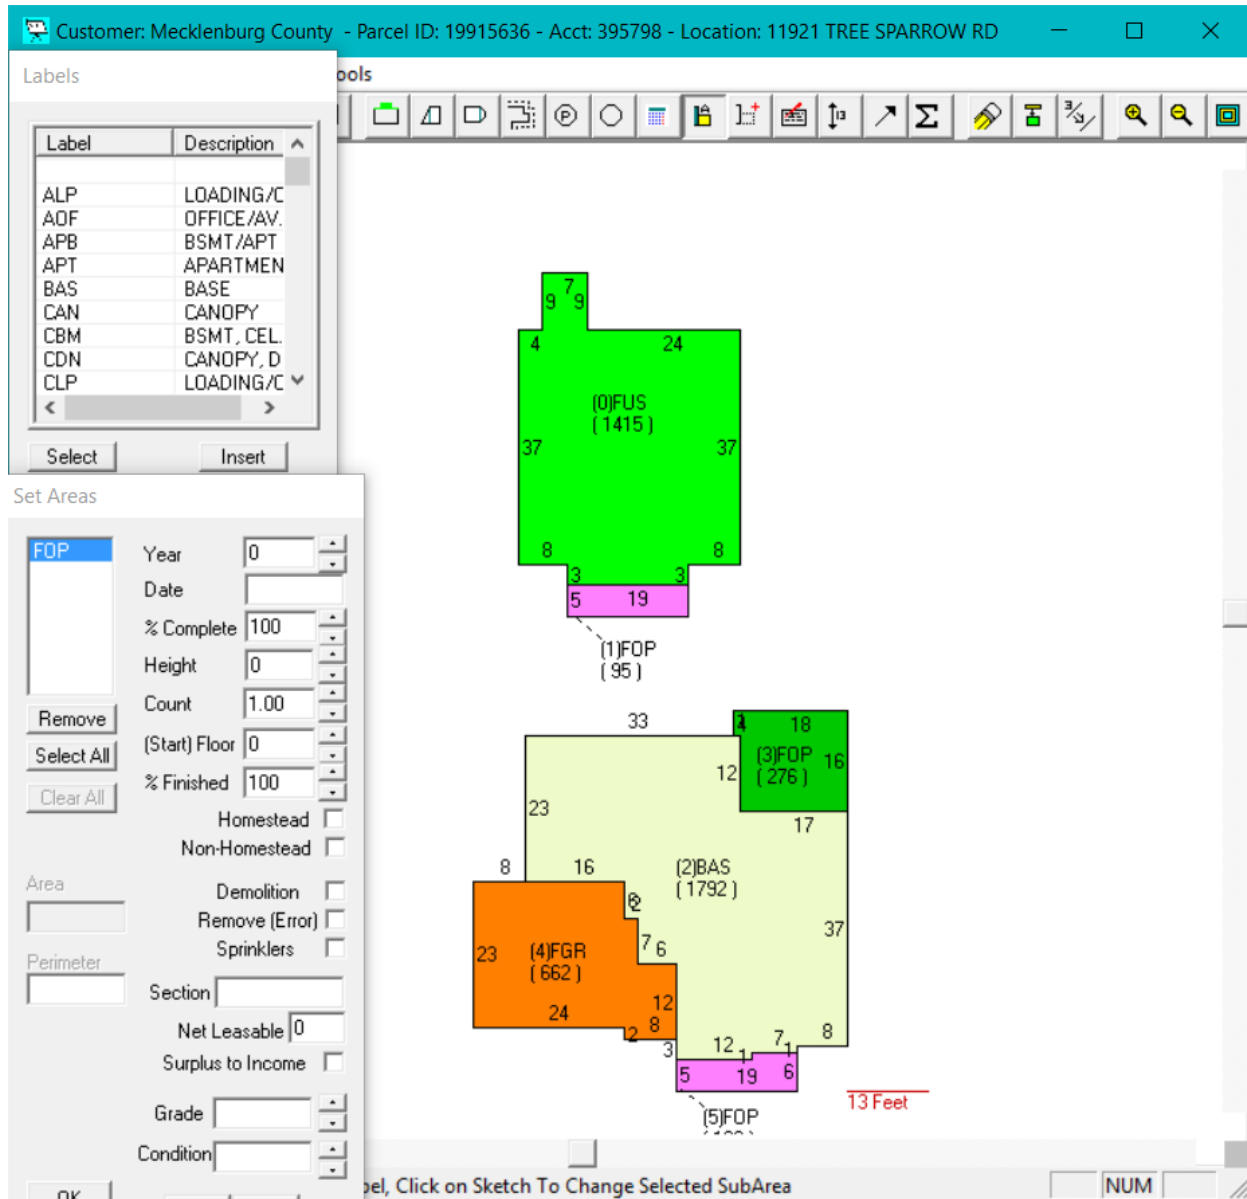 Customer: Mecklenburg County - Parcel ID: 19915636 - Acct: 395798 - Location: 11921 TREE SPARROW RD
Labels
ools
Label Description
ALP LOADING/C
AOF OFFICE/AV.
APB BSMT/APT
APT APARTMEN
BAS BASE
CAN CANOPY
CBM BSMT, CEL.
CDN CANOPY, D
CLP LOADING/C
Select Insert
Set Areas
FOP
Year 0
Date
% Complete 100
Height 0
Count 1.00
(Start) Floor 0
% Finished 100
Remove
Select All
Clear All
Homestead
Non-Homestead
Area
Demolition
Remove (Error)
Sprinklers
Perimeter
Section
Net Leasable 0
Surplus to Income
Grade
Condition
OK
7
9 9
4 24
(0)FUS
( 1415 )
37 37
8 8
3 3
5 19
(1)FOP
( 95 )
33
18
(3)FOP 16
( 276 )
12
23
17
8 16
(2)BAS
( 1792 )
37
7 6
23
(4)FGR
( 662 )
24
12
2 8
3
12 1 7 1 8
5 19 6
13 Feet
(5)FOP
bel, Click on Sketch To Change Selected SubArea
NUM